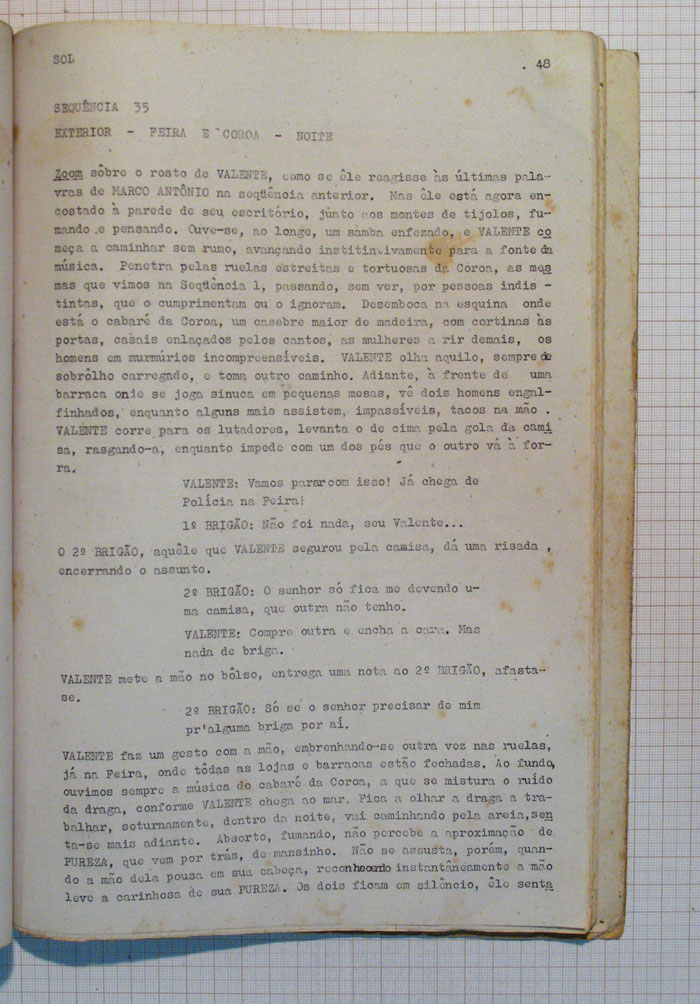 SOL
. 48
SEQUÊNCIA 35
EXTERIOR - FEIRA E COROA - NOITE
Zoom sôbre o rosto de VALENTE, como se êle reagisse às últimas pala-
vras de MARCO ANTÔNIO na seqüência anterior. Mas êle está agora en-
costado à parede de seu escritório, junto aos montes de tijolos, fu-
mando e pensando. Ouve-se, ao longe, um samba enfezado, e VALENTE co
meça a caminhar sem rumo, avançando institintivamente para a fonte da
música. Penetra pelas ruelas estreitas e tortuosas da Coroa, as mes
mas que vimos na Seqüência 1, passando, sem ver, por pessoas indis -
tintas, que o cumprimentam ou o ignoram. Desemboca na esquina onde
está o cabaré da Coroa, um casebre maior de madeira, com cortinas às
portas, casais enlaçados pelos cantos, as mulheres a rir demais, os
homens em murmúrios incompreensíveis. VALENTE olha aquilo, sempre de
sobrôlho carregado, e toma outro caminho. Adiante, à frente de uma
barraca onde se joga sinuca em pequenas mesas, vê dois homens engal-
finhados, enquanto alguns mais assistem, impassíveis, tacos na mão .
VALENTE corre para os lutadores, levanta o de cima pela gola da cami
sa, rasgando-a, enquanto impede com um dos pés que o outro vá à for-
ra.
VALENTE: Vamos parar com isso! Já chega de
Polícia na Feira!
1º BRIGÃO: Não foi nada, seu Valente...
O 2º BRIGÃO, aquêle que VALENTE segurou pela camisa, dá uma risada ,
encerrando o assunto.
2º BRIGÃO: O senhor só fica me devendo u-
ma camisa, que outra não tenho.
VALENTE: Compre outra e encha a cara. Mas
nada de briga.
VALENTE mete a mão no bôlso, entrega uma nota ao 2º BRIGÃO, afasta-
se.
2º BRIGÃO: Só se o senhor precisar de mim
pr'alguma briga por aí.
VALENTE faz um gesto com a mão, embrenhando-se outra vez nas ruelas,
já na Feira, onde tôdas as lojas e barracas estão fechadas. Ao fundo,
ouvimos sempre a música do cabaré da Coroa, a que se mistura o ruído
da draga, conforme VALENTE chega ao mar. Fica a olhar a draga a tra-
balhar, soturnamente, dentro da noite, vai caminhando pela areia, sen
ta-se mais adiante. Absorto, fumando, não percebe a aproximação de
PUREZA, que vem por trás, de mansinho. Não se assusta, porém, quan-
do a mão dela pousa em sua cabeça, reconhecendo instantâneamente a mão
leve a carinhosa de sua PUREZA. Os dois ficam em silêncio, êle senta